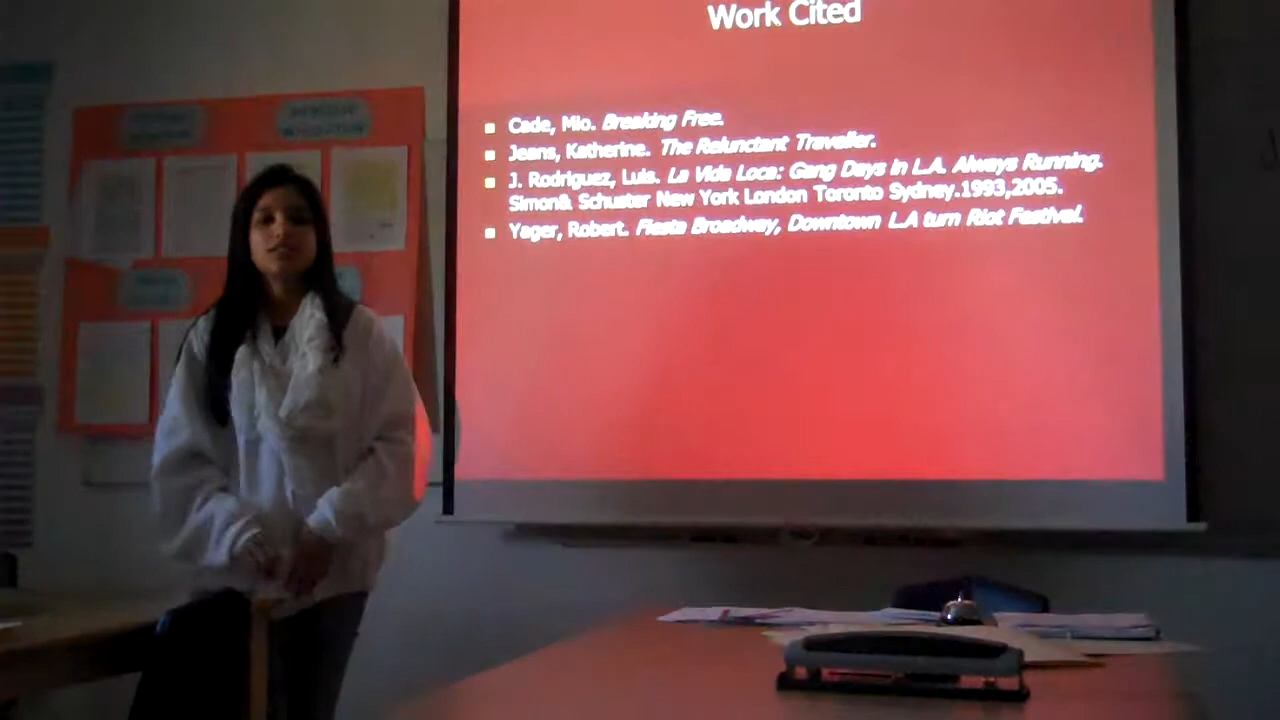 Work Cited
Cade, Mio. Breaking Free.
Jeans, Katherine. The Relunctant Traveller.
J. Rodriguez, Luis. La Vida Loca: Gang Days in L.A. Always Running.
Simon& Schuster New York London Toronto Sydney.1993,2005.
Yager, Robert. Fiesta Broadway, Downtown L.A turn Riot Festival.